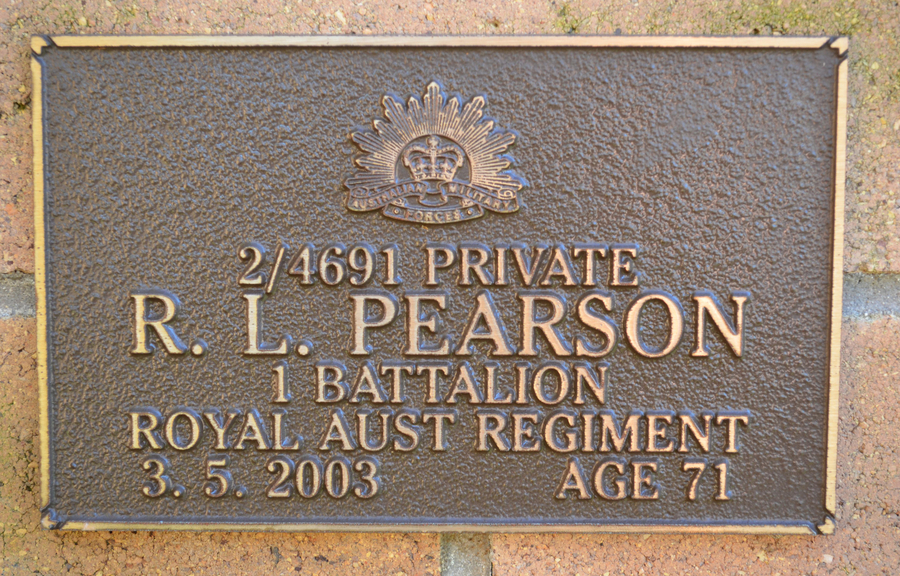 AUSTRALIAN MILITARY
FORCES
2/4691 PRIVATE
R. L. PEARSON
1 BATTALION
ROYAL AUST REGIMENT
3. 5. 2003 AGE 71